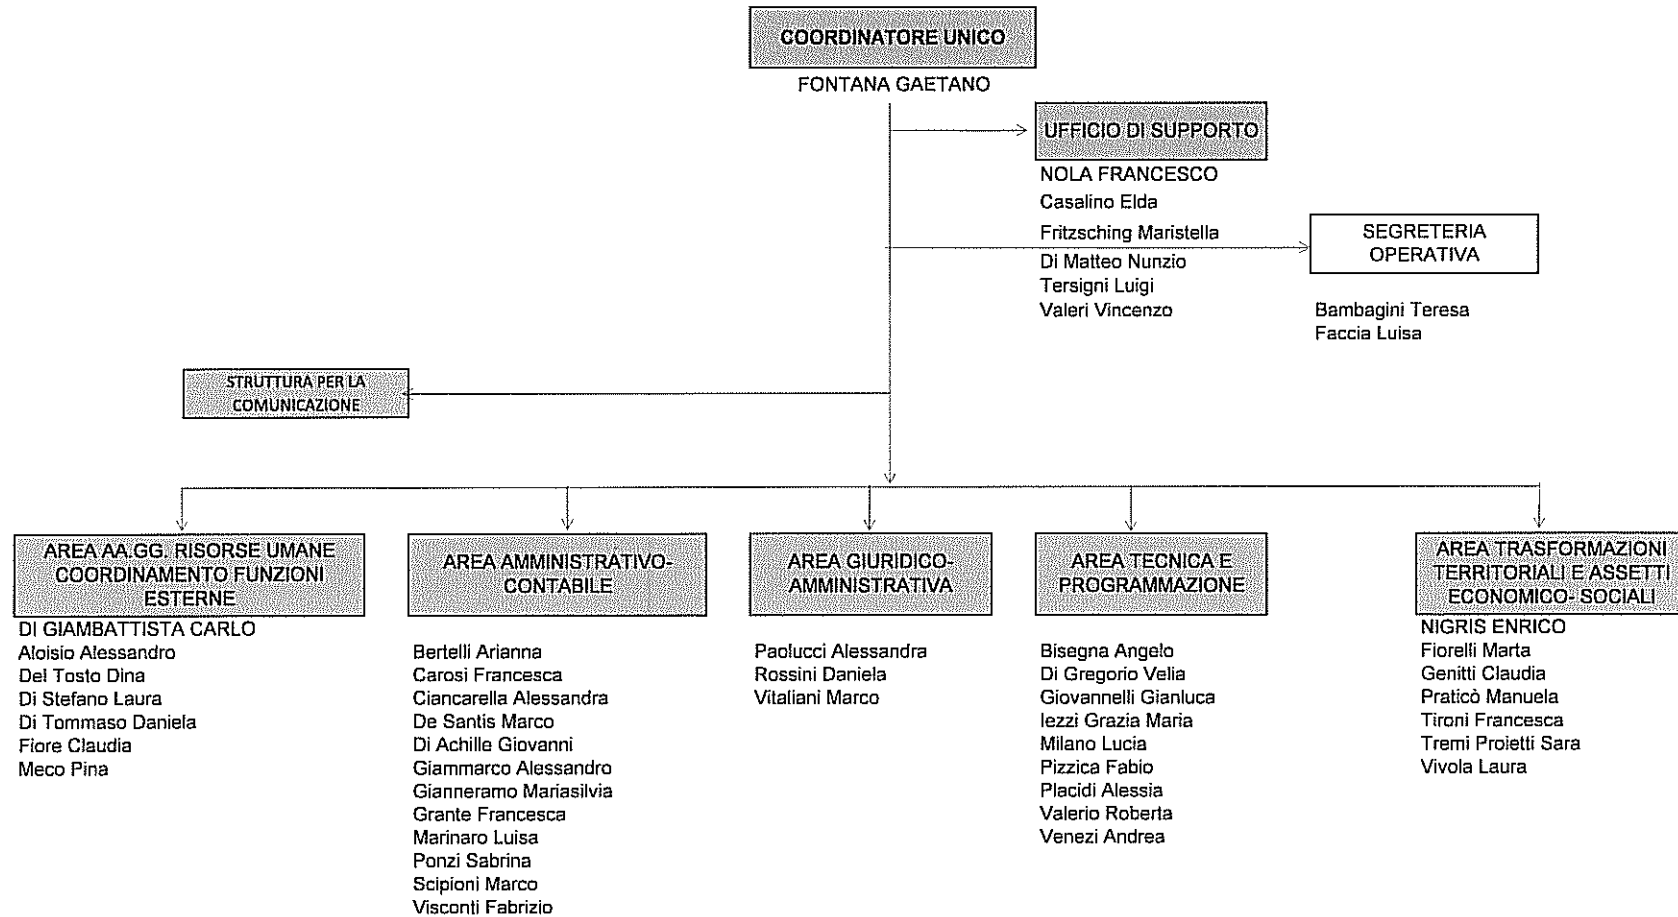 COORDINATORE UNICO
FONTANA GAETANO
UFFICIO DI SUPPORTO
NOLA FRANCESCO
Casalino Elda
Fritzsching Maristella
Di Matteo Nunzio
Tersigni Luigi
Valeri Vincenzo
SEGRETERIA
OPERATIVA
Bambagini Teresa
Faccia Luisa
STRUTTURA PER LA
COMUNICAZIONE
AREA AA.GG. RISORSE UMANE
COORDINAMENTO FUNZIONI
ESTERNE
DI GIAMBATTISTA CARLO
Aloisio Alessandro
Del Tosto Dina
Di Stefano Laura
Di Tommaso Daniela
Fiore Claudia
Meco Pina
AREA AMMINISTRATIVO-
CONTABILE
Bertelli Arianna
Carosi Francesca
Ciancarella Alessandra
De Santis Marco
Di Achille Giovanni
Giammarco Alessandro
Gianneramo Mariasilvia
Grante Francesca
Marinaro Luisa
Ponzi Sabrina
Scipioni Marco
Visconti Fabrizio
AREA GIURIDICO-
AMMINISTRATIVA
Paolucci Alessandra
Rossini Daniela
Vitaliani Marco
AREA TECNICA E
PROGRAMMAZIONE
Bisegna Angelo
Di Gregorio Velia
Giovannelli Gianluca
Iezzi Grazia Maria
Milano Lucia
Pizzica Fabio
Placidi Alessia
Valerio Roberta
Venezi Andrea
AREA TRASFORMAZIONI
TERRITORIALI E ASSETTI
ECONOMICO- SOCIALI
NIGRIS ENRICO
Fiorelli Marta
Genitti Claudia
Praticò Manuela
Tironi Francesca
Tremi Proietti Sara
Vivola Laura